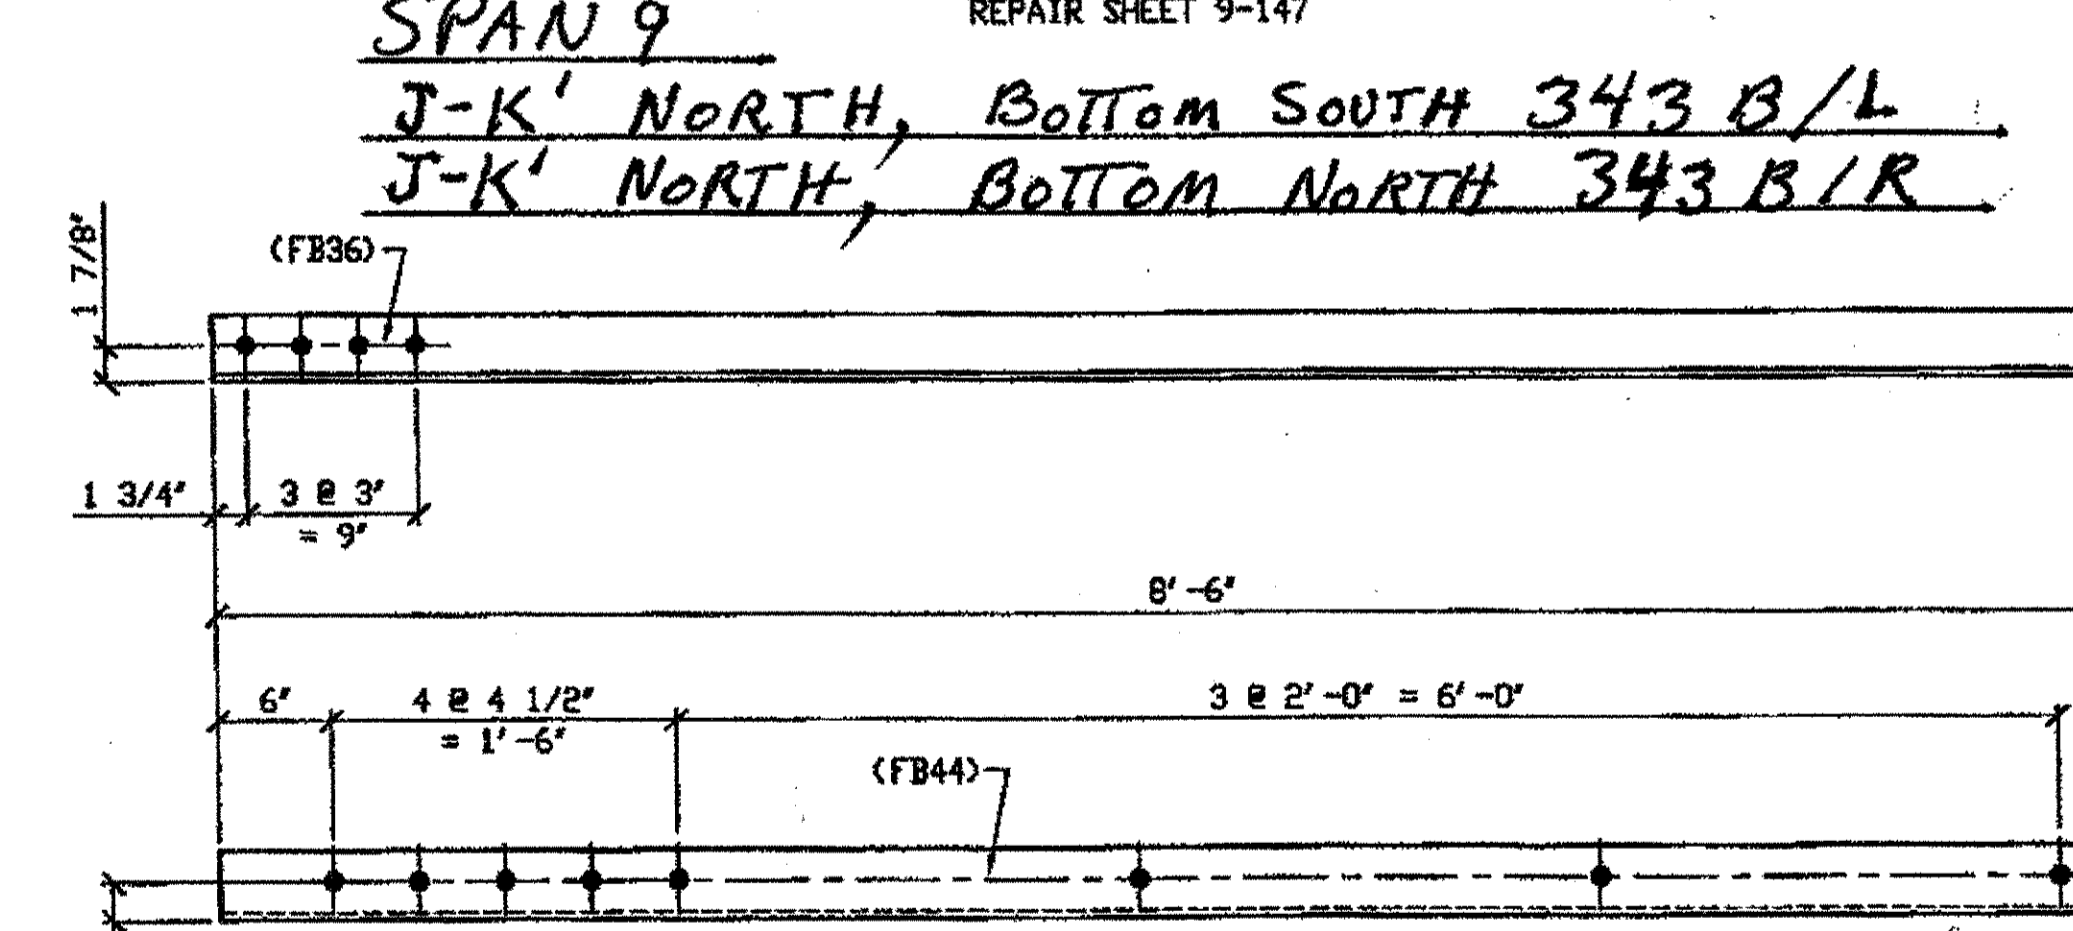 REPAIR SHEET 9-147
SPAN 9
J-K' NORTH, BOTTOM SOUTH 343 B/L
J-K' NORTH, BOTTOM NORTH 343 B/R
1 7/8"
(FB36)
1 3/4"
3 @ 3"
= 9"
8'-6"
6"
4 @ 4 1/2"
= 1'-6"
3 @ 2'-0" = 6'-0"
(FB44)